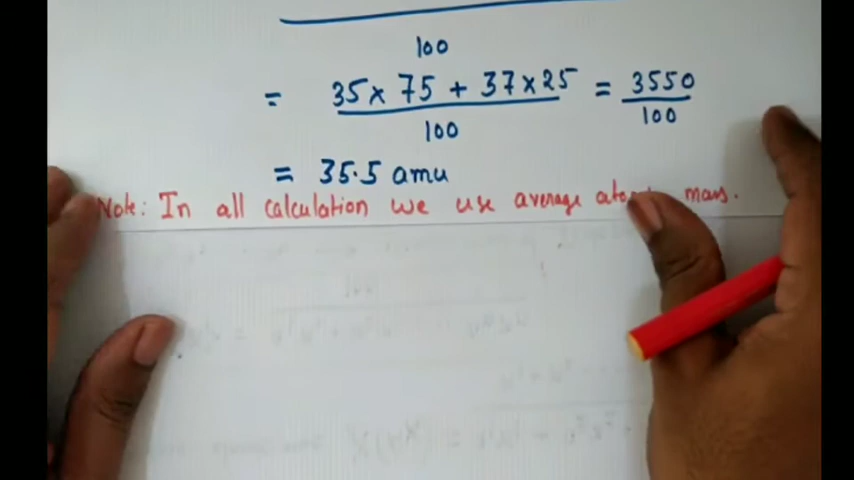 100
= 35 x 75 + 37 x 25 = 3550
100 100
= 35.5 amu
Note: In all calculation we use average mass.